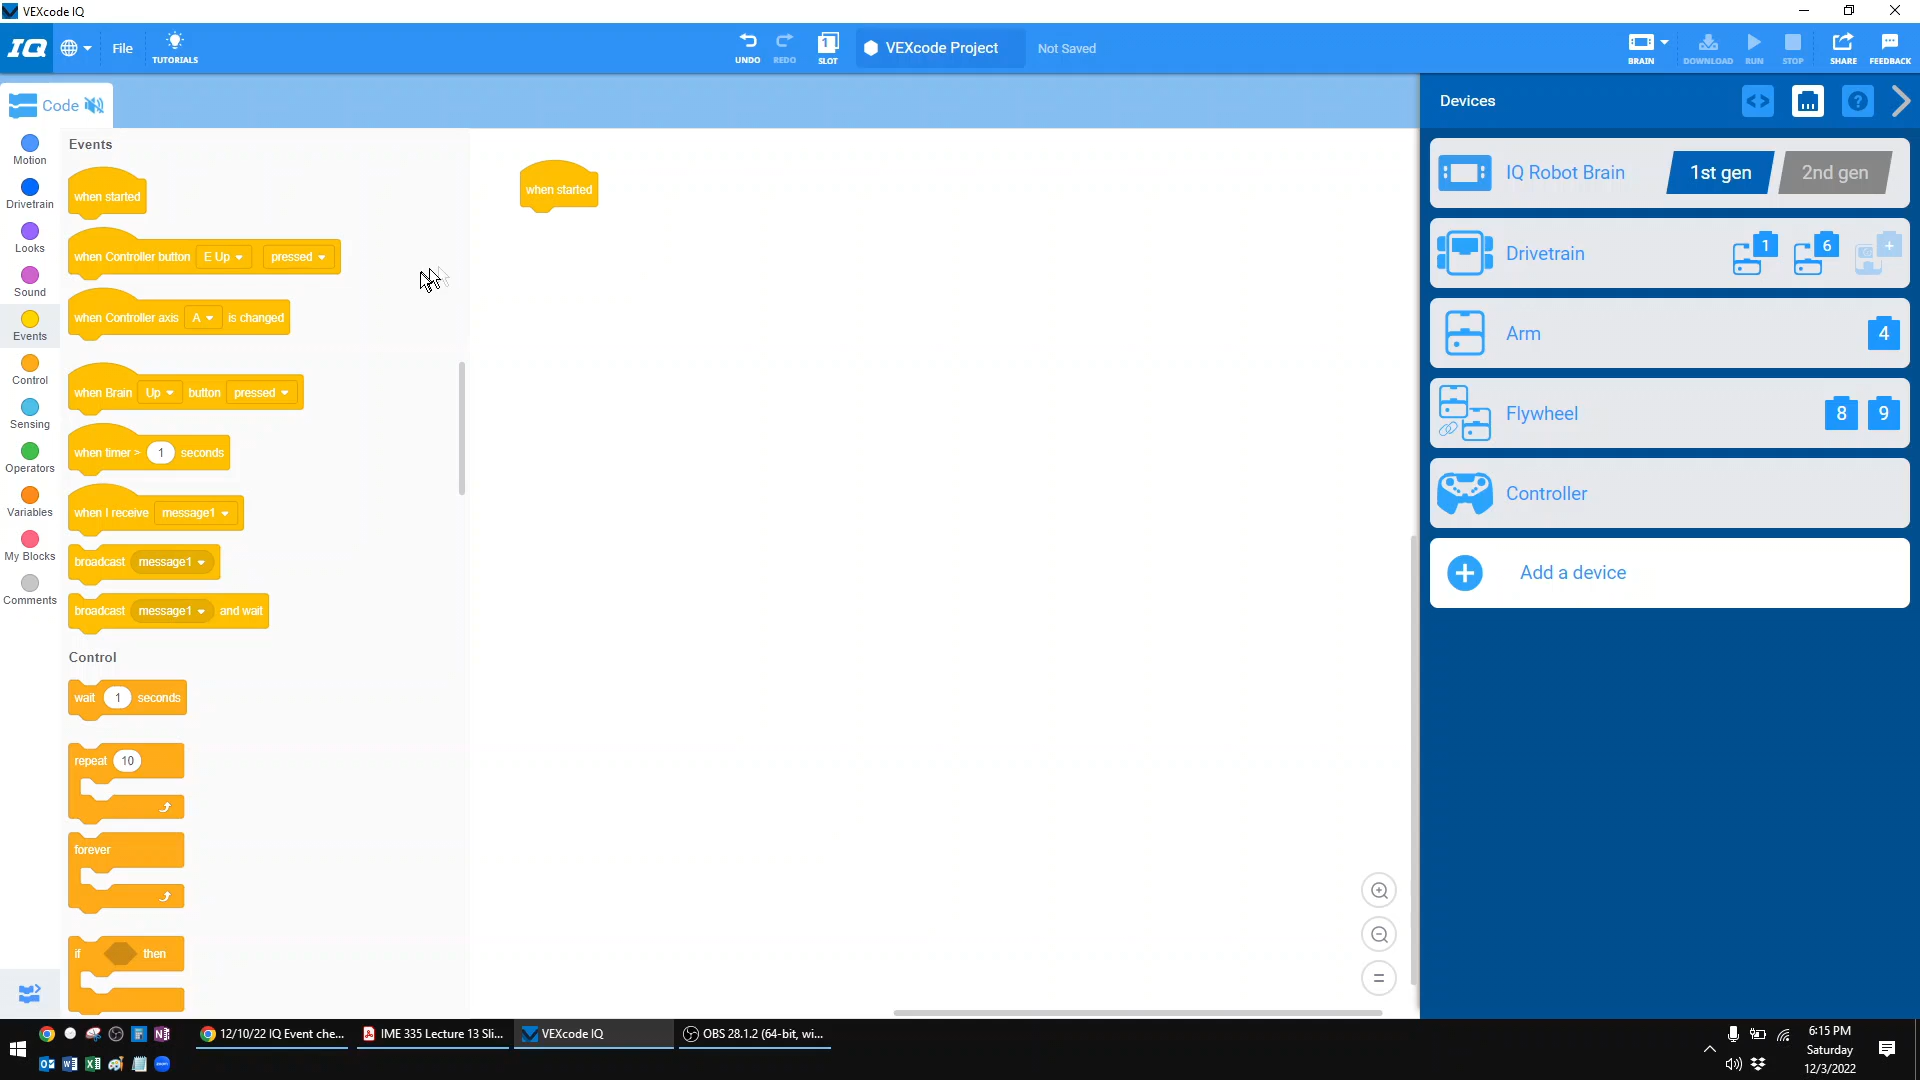 VEXcode IQ
IQ
File
TUTORIALS
UNDO
REDO
1
SLOT
VEXcode Project
Not Saved
BRAIN
DOWNLOAD
RUN
STOP
SHARE
FEEDBACK
Code
Devices
?
Motion
Drivetrain
Looks
Sound
Events
Control
Sensing
Operators
Variables
My Blocks
Comments
Events
when started
when Controller button E Up pressed
when Controller axis A is changed
when Brain Up button pressed
when timer > 1 seconds
when I receive message1
broadcast message1
broadcast message1 and wait
Control
wait 1 seconds
repeat 10
forever
if then
when started
IQ Robot Brain 1st gen 2nd gen
Drivetrain 1 6 +
Arm 4
Flywheel 8 9
Controller
Add a device
12/10/22 IQ Event che...
IME 335 Lecture 13 Sli...
VEXcode IQ
OBS 28.1.2 (64-bit, wi...
6:15 PM
Saturday
12/3/2022